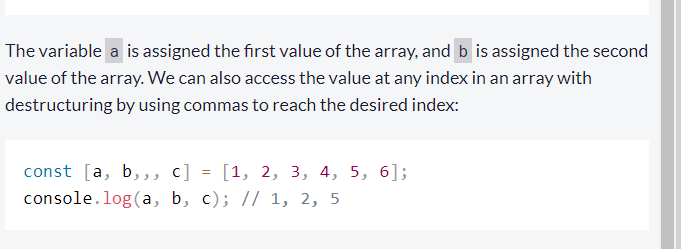 The variable a is assigned the first value of the array, and b is assigned the second
value of the array. We can also access the value at any index in an array with
destructuring by using commas to reach the desired index:
const [a, b,,, c] = [1, 2, 3, 4, 5, 6];
console.log(a, b, c); // 1, 2, 5